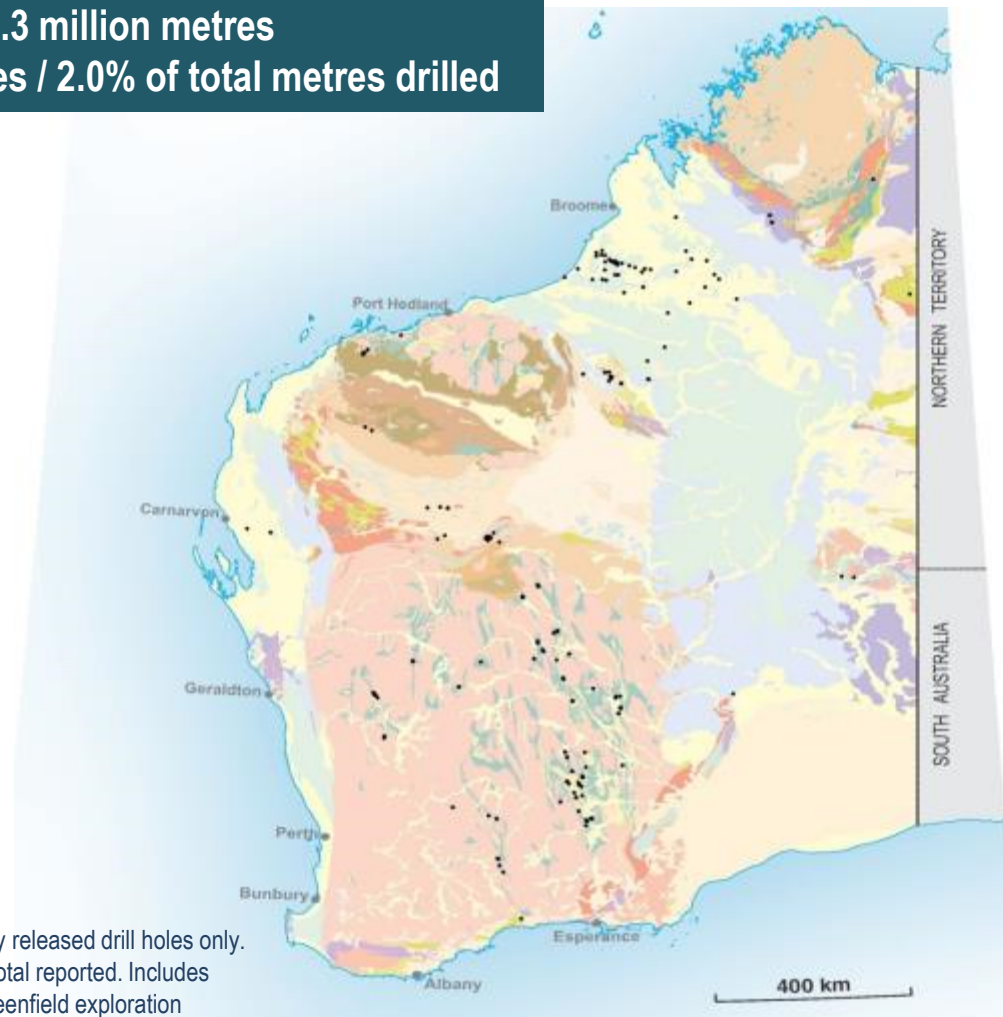 .3 million metres
es / 2.0% of total metres drilled
Broome
Port Hedland
NORTHERN TERRITORY
Carnarvon
SOUTH AUSTRALIA
Geraldton
Perth
Bunbury
y released drill holes only.
otal reported. Includes
eenfield exploration
Esperance
Albany
400 km